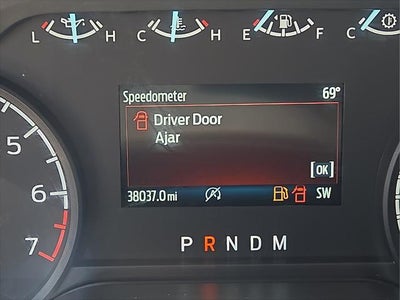 L H C H E F C
Speedometer 69°
Driver Door
Ajar
[OK]
38037.0 mi SW
5
6
7
P R N D M